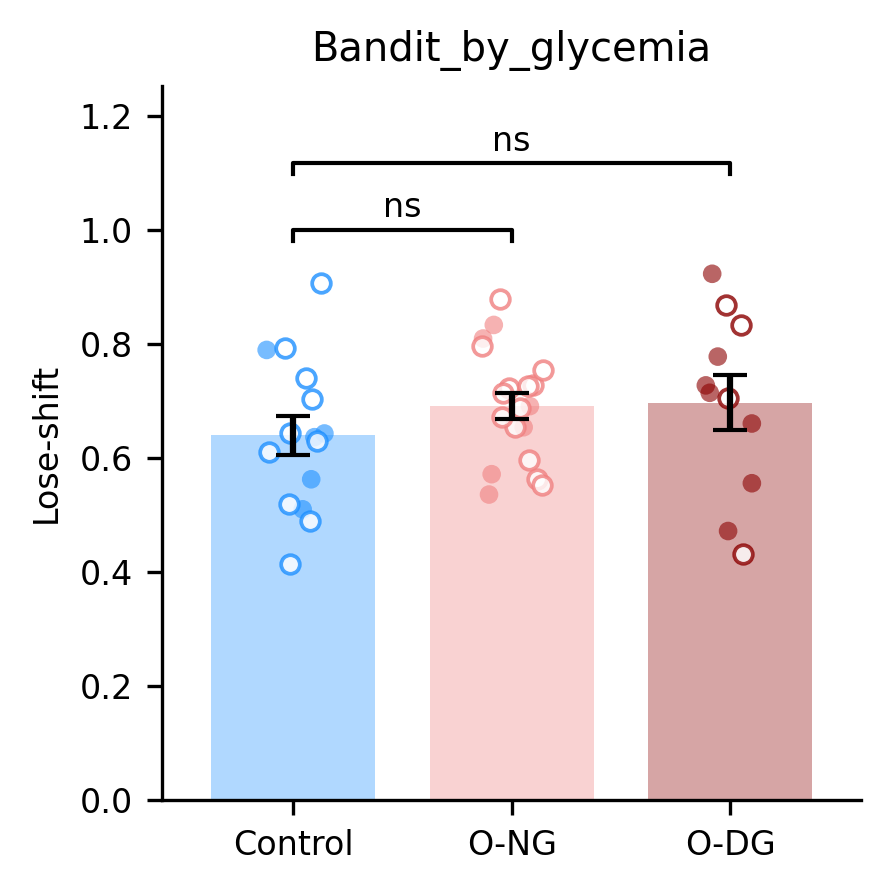 Bandit_by_glycemia
ns
ns
Lose-shift
1.2
1.0
0.8
0.6
0.4
0.2
0.0
Control
O-NG
O-DG